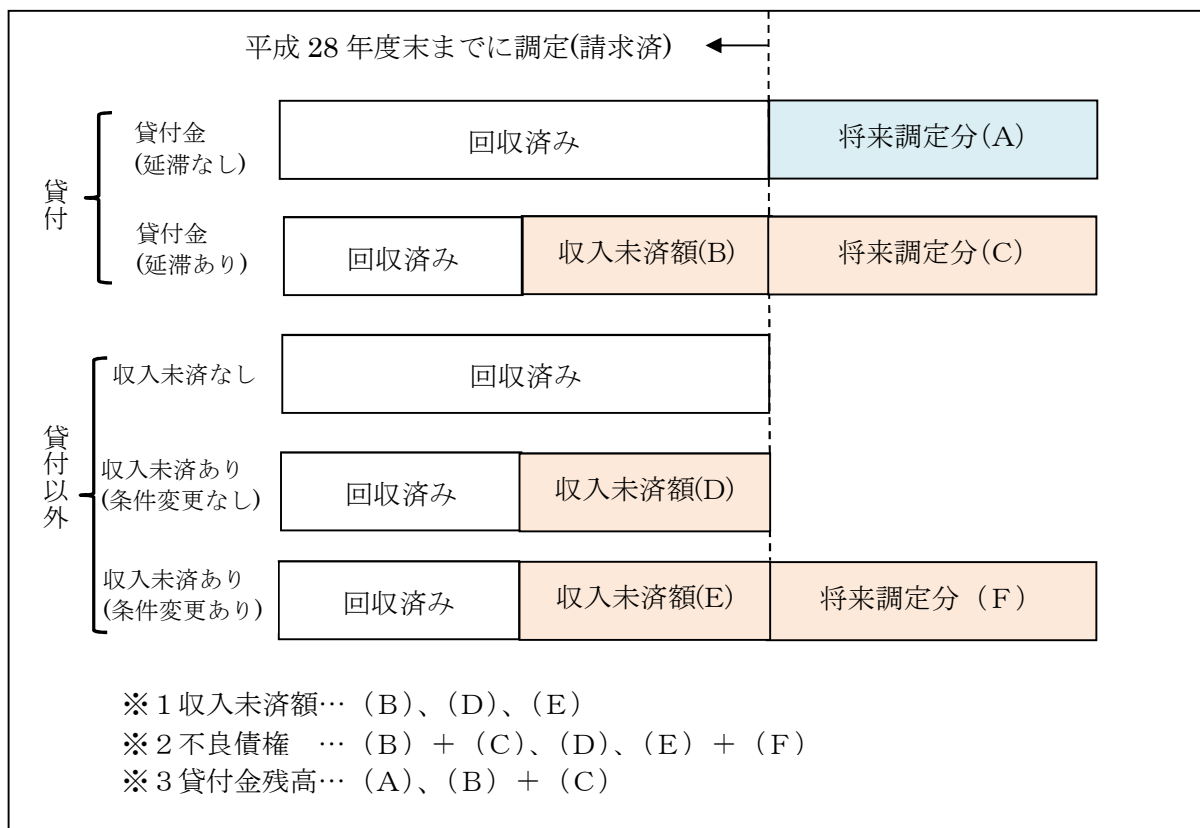 平成 28 年度末までに調定(請求済)
貸付
貸付金
(延滞なし)
回収済み
将来調定分(A)
貸付金
(延滞あり)
回収済み
収入未済額(B)
将来調定分(C)
貸付以外
収入未済なし
回収済み
収入未済あり
(条件変更なし)
回収済み
収入未済額(D)
収入未済あり
(条件変更あり)
回収済み
収入未済額(E)
将来調定分（F）
※1収入未済額…（B）、（D）、（E）
※2不良債権　…（B）＋（C）、（D）、（E）＋（F）
※3貸付金残高…（A）、（B）＋（C）